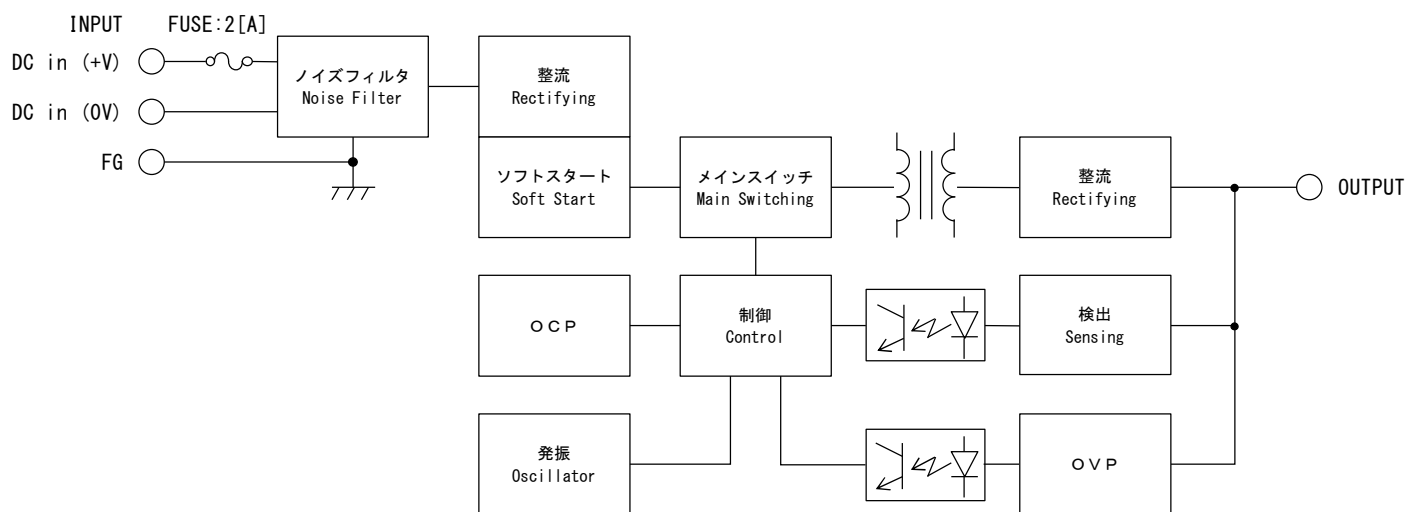 INPUT
FUSE:2[A]
DC in (+V)
DC in (0V)
FG
ノイズフィルタ
Noise Filter
整流
Rectifying
ソフトスタート
Soft Start
メインスイッチ
Main Switching
整流
Rectifying
OUTPUT
ＯＣＰ
制御
Control
検出
Sensing
発振
Oscillator
ＯＶＰ